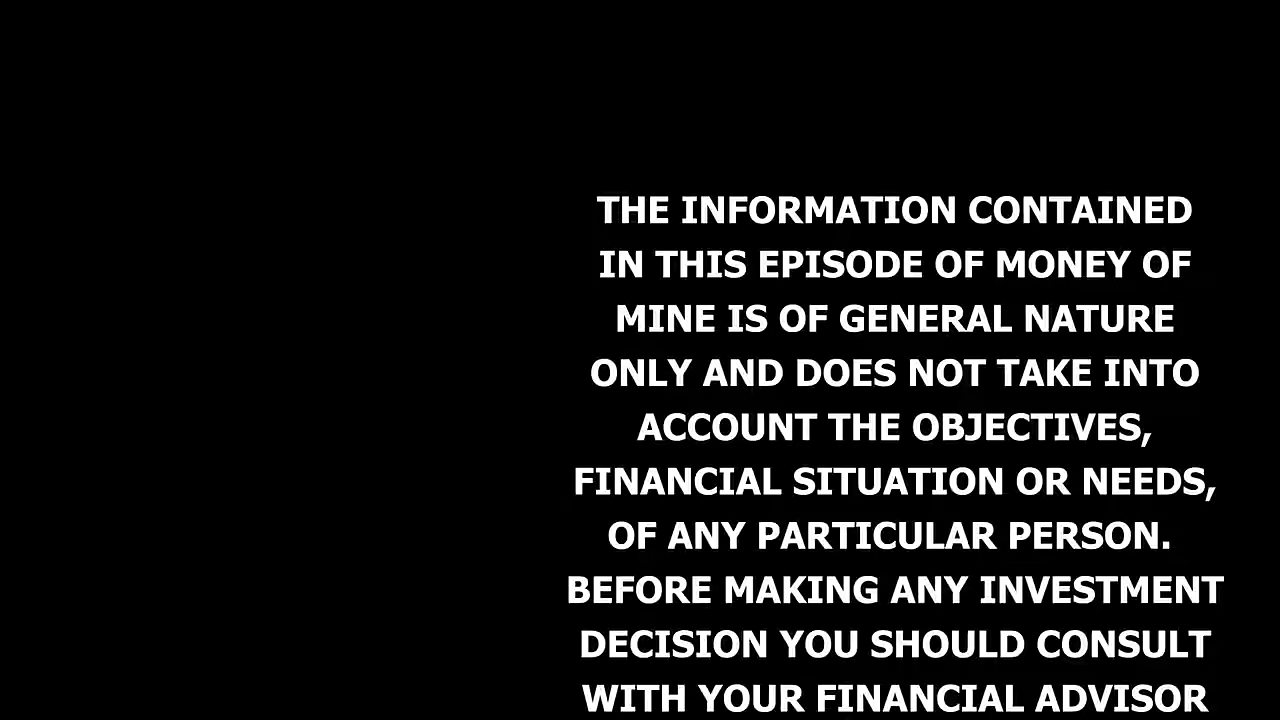 THE INFORMATION CONTAINED
IN THIS EPISODE OF MONEY OF
MINE IS OF GENERAL NATURE
ONLY AND DOES NOT TAKE INTO
ACCOUNT THE OBJECTIVES,
FINANCIAL SITUATION OR NEEDS,
OF ANY PARTICULAR PERSON.
BEFORE MAKING ANY INVESTMENT
DECISION YOU SHOULD CONSULT
WITH YOUR FINANCIAL ADVISOR